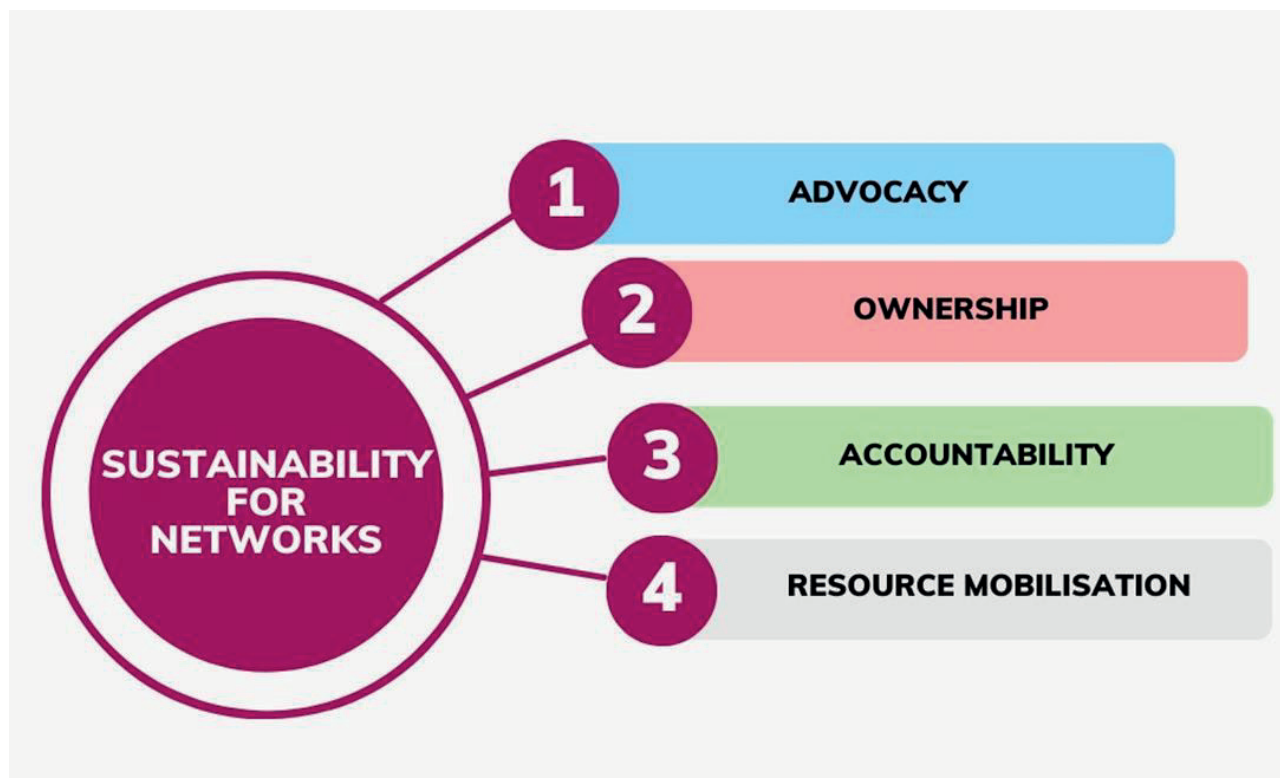 SUSTAINABILITY
FOR
NETWORKS
1
ADVOCACY
2
OWNERSHIP
3
ACCOUNTABILITY
4
RESOURCE MOBILISATION